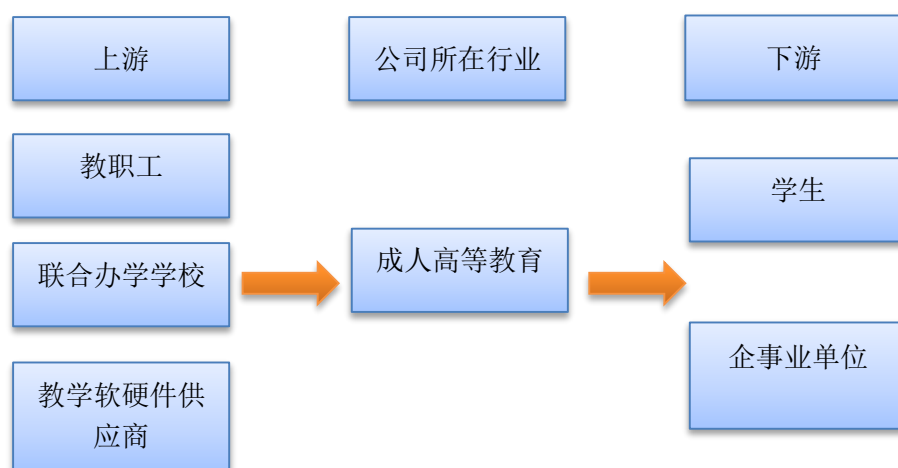 上游
公司所在行业
下游
教职工
学生
联合办学学校
成人高等教育
企事业单位
教学软硬件供
应商